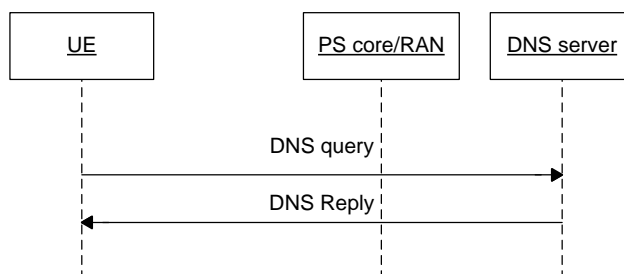 UE
PS core/RAN
DNS server
DNS query
DNS Reply